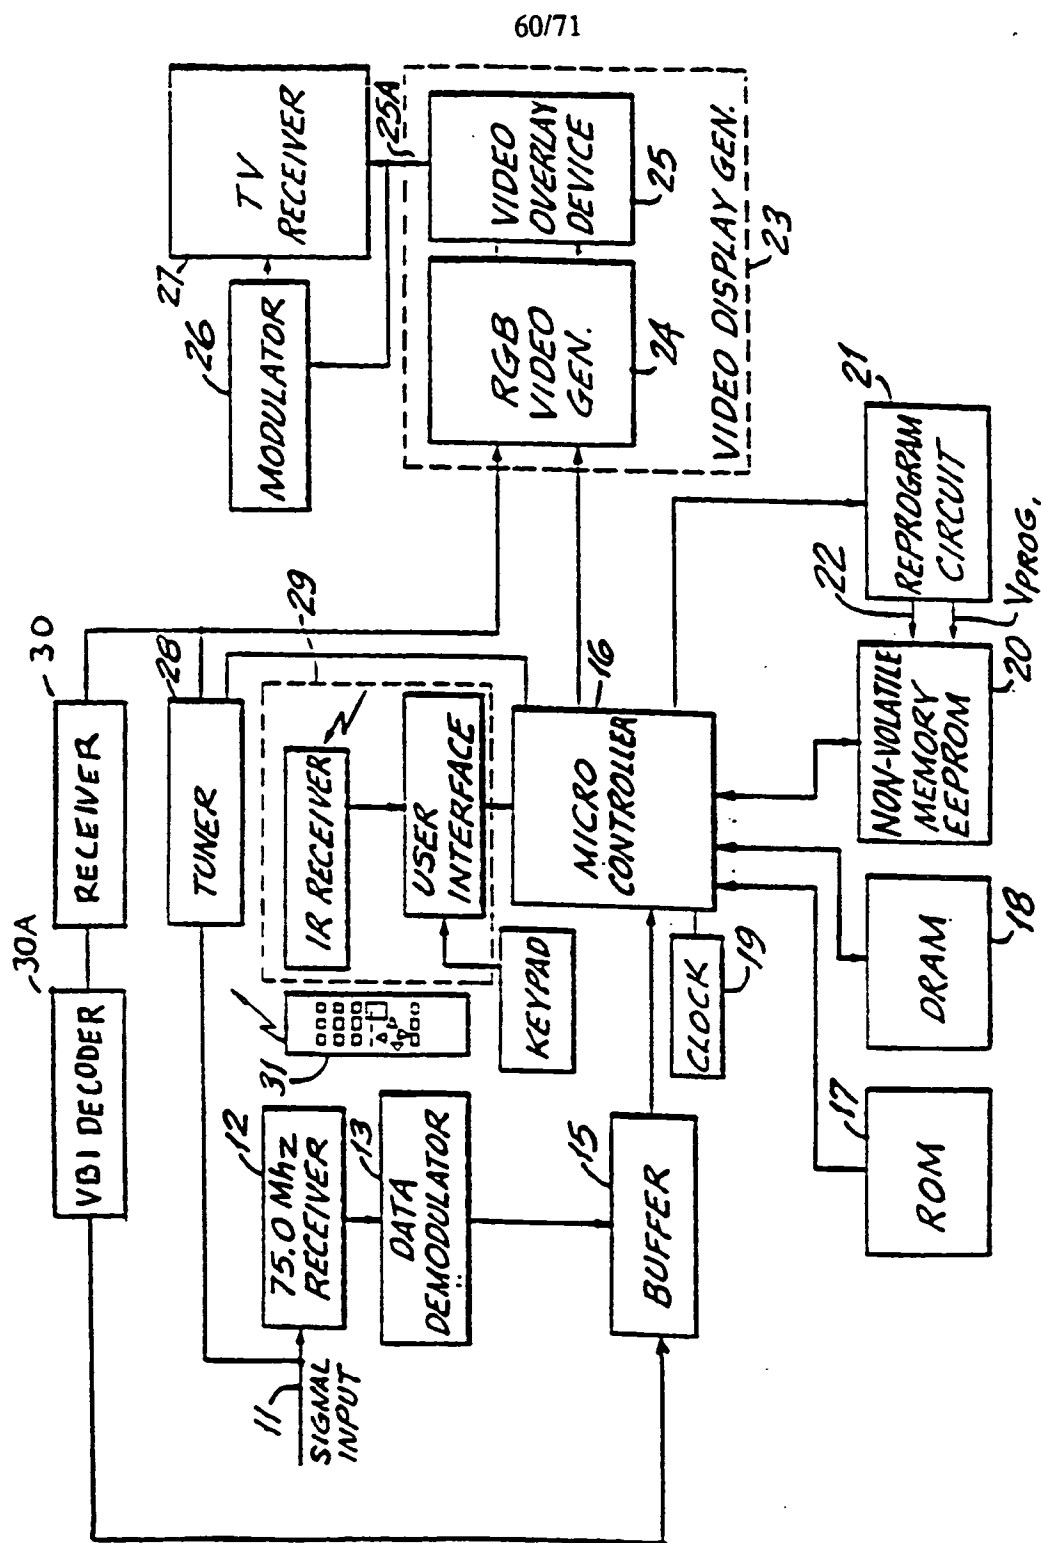 60/71
30A
VBI DECODER
RECEIVER
30
TUNER
28
11
SIGNAL
INPUT
12
75.0 Mhz
RECEIVER
13
DATA
DEMODULATOR
31
IR RECEIVER
29
USER
INTERFACE
KEYPAD
26
MODULATOR
27
TV
RECEIVER
25A
RGB
VIDEO
GEN.
24
VIDEO
OVERLAY
DEVICE
25
VIDEO DISPLAY GEN.
23
15
BUFFER
CLOCK
19
MICRO
CONTROLLER
16
17
ROM
DRAM
18
NON-VOLATILE
MEMORY
EEPROM
20
22
VPROG.
REPROGRAM
CIRCUIT
21